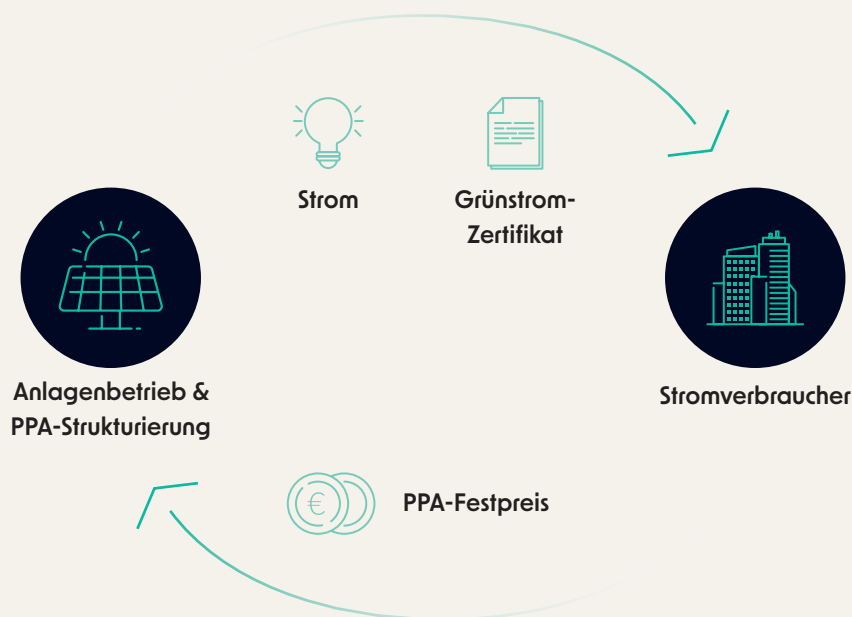 Strom
Grünstrom-
Zertifikat
Anlagenbetrieb &
PPA-Strukturierung
Stromverbraucher
€
PPA-Festpreis